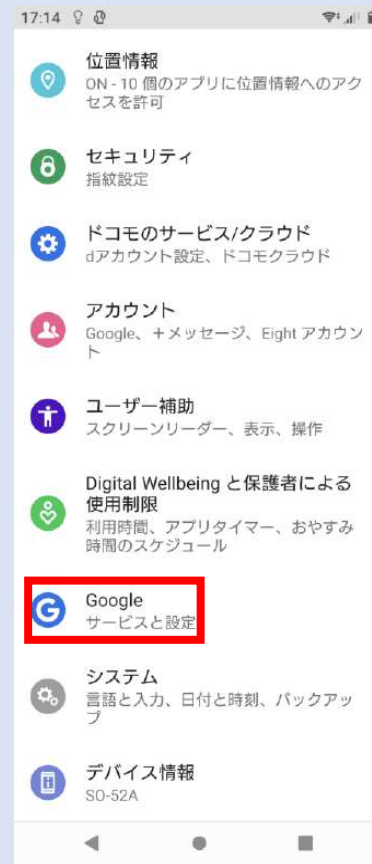 17:14
位置情報
ON - 10 個のアプリに位置情報へのアク
セスを許可
セキュリティ
指紋設定
ドコモのサービス/クラウド
dアカウント設定、ドコモクラウド
アカウント
Google、＋メッセージ、Eight アカウン
ト
ユーザー補助
スクリーンリーダー、表示、操作
Digital Wellbeing と保護者による
使用制限
利用時間、アプリタイマー、おやすみ
時間のスケジュール
Google
サービスと設定
システム
言語と入力、日付と時刻、バックアッ
プ
デバイス情報
SO-52A